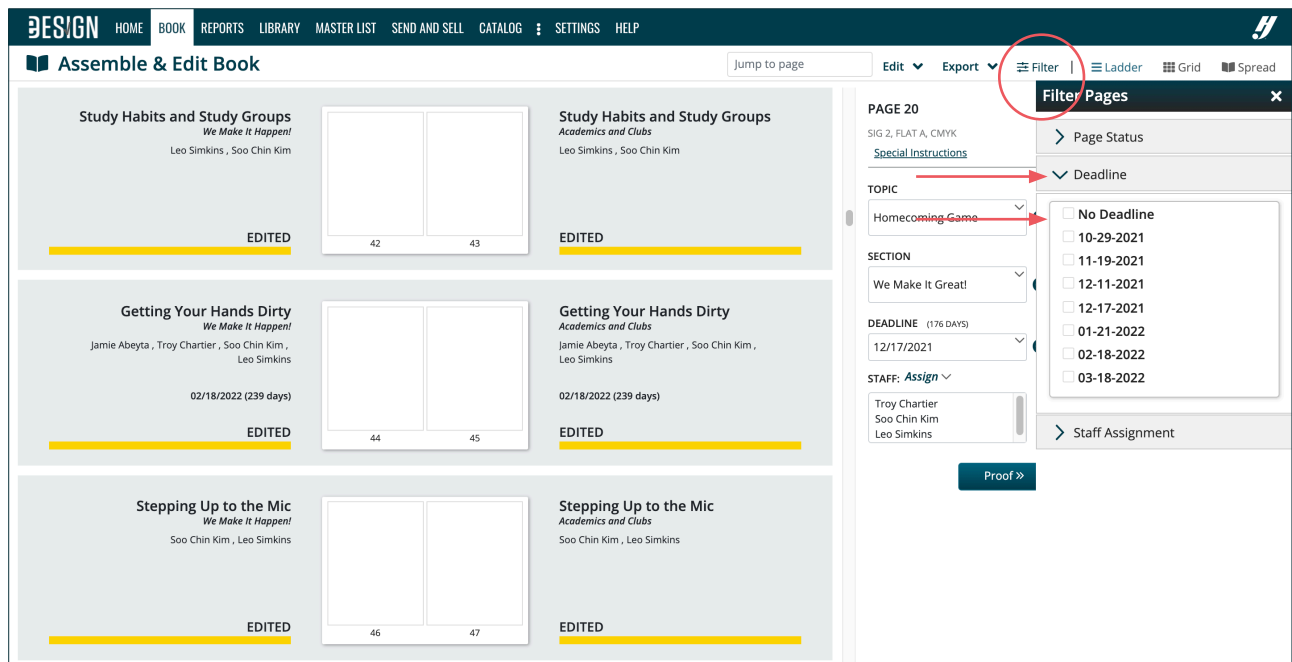 DESIGN HOME BOOK REPORTS LIBRARY MASTER LIST SEND AND SELL CATALOG SETTINGS HELP
Assemble & Edit Book
Jump to page
Edit
Export
Filter |
Ladder
Grid
Spread
Study Habits and Study Groups
We Make It Happen!
Leo Simkins , Soo Chin Kim
EDITED
42 43
Study Habits and Study Groups
Academics and Clubs
Leo Simkins , Soo Chin Kim
EDITED
Getting Your Hands Dirty
We Make It Happen!
Jamie Abeyta , Troy Chartier , Soo Chin Kim ,
Leo Simkins
02/18/2022 (239 days)
EDITED
44 45
Getting Your Hands Dirty
Academics and Clubs
Jamie Abeyta , Troy Chartier , Soo Chin Kim ,
Leo Simkins
02/18/2022 (239 days)
EDITED
Stepping Up to the Mic
We Make It Happen!
Soo Chin Kim , Leo Simkins
EDITED
46 47
Stepping Up to the Mic
Academics and Clubs
Soo Chin Kim , Leo Simkins
EDITED
PAGE 20
SIG 2, FLAT A, CMYK
Special Instructions
TOPIC
Homecoming Game
SECTION
We Make It Great!
DEADLINE (176 DAYS)
12/17/2021
STAFF: Assign
Troy Chartier
Soo Chin Kim
Leo Simkins
Proof »
Filter Pages
Page Status
Deadline
No Deadline
10-29-2021
11-19-2021
12-11-2021
12-17-2021
01-21-2022
02-18-2022
03-18-2022
Staff Assignment